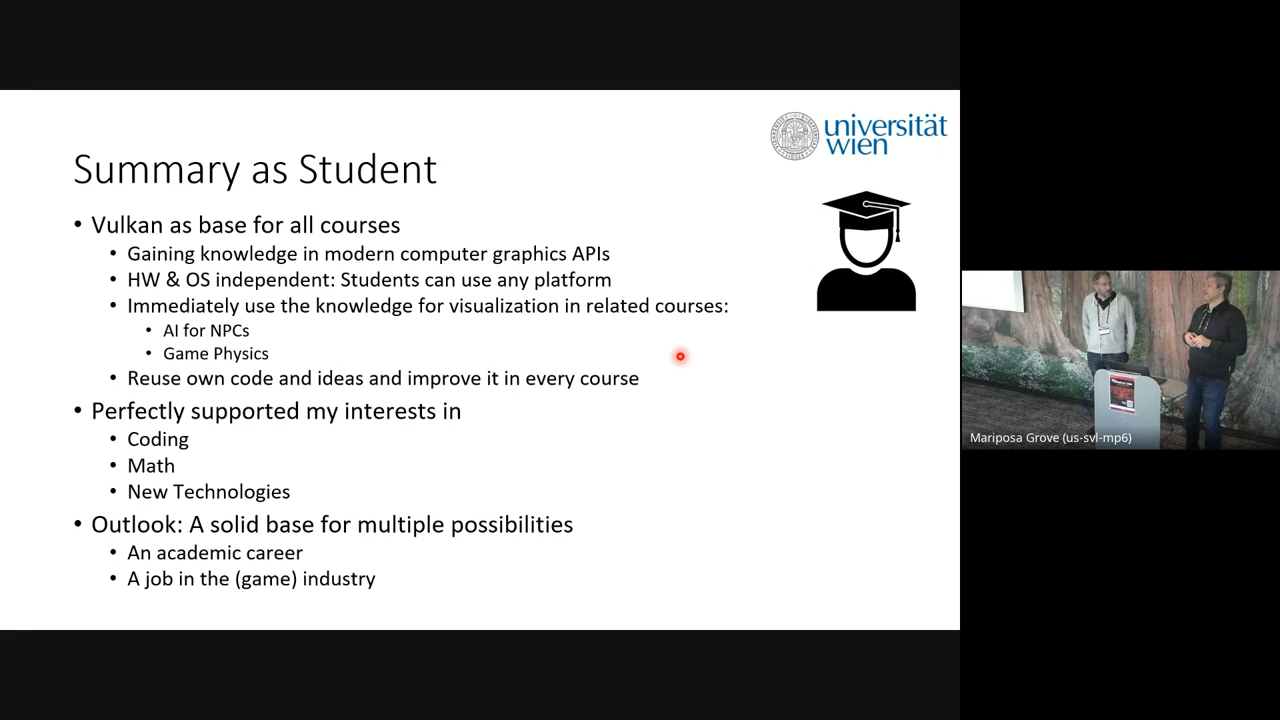 universität
wien
Summary as Student
• Vulkan as base for all courses
• Gaining knowledge in modern computer graphics APIs
• HW & OS independent: Students can use any platform
• Immediately use the knowledge for visualization in related courses:
• AI for NPCs
• Game Physics
• Reuse own code and ideas and improve it in every course
• Perfectly supported my interests in
• Coding
• Math
• New Technologies
• Outlook: A solid base for multiple possibilities
• An academic career
• A job in the (game) industry
Mariposa Grove (us-svl-mp6)